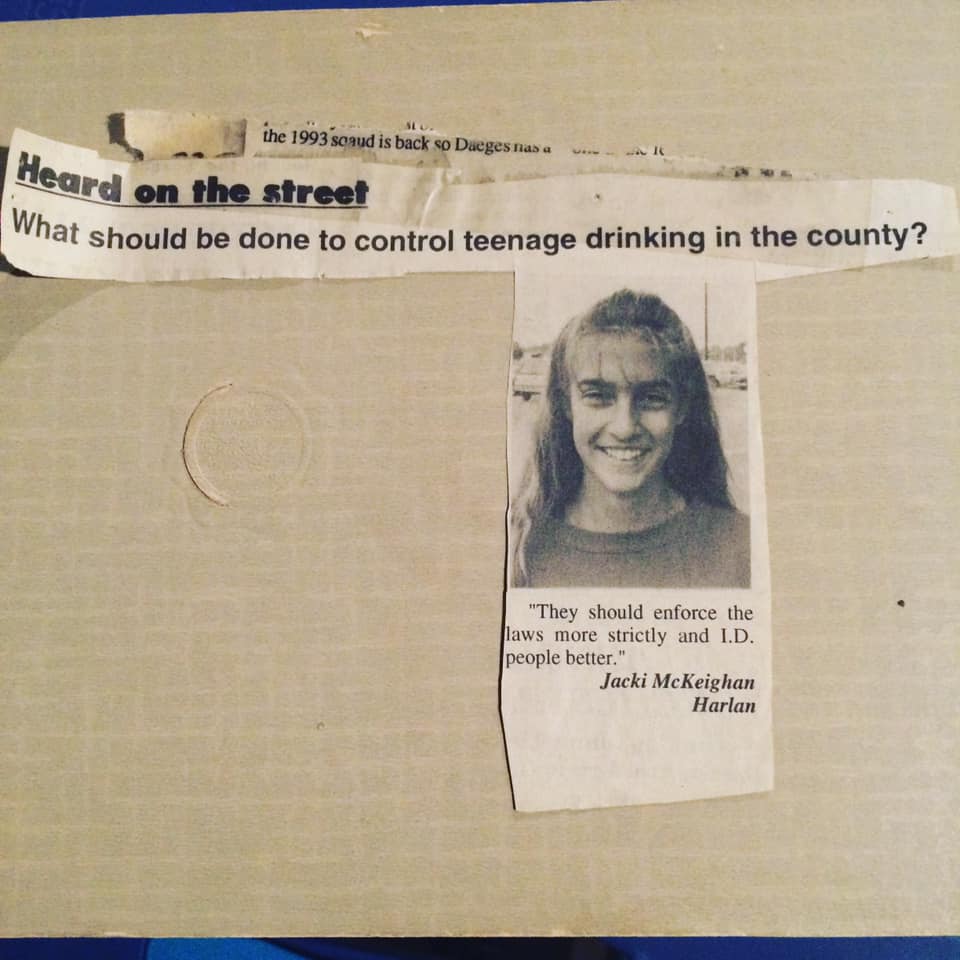 the 1993 sqaud is back so Daeges has a
Heard on the street
What should be done to control teenage drinking in the county?
"They should enforce the
laws more strictly and I.D.
people better."
Jacki McKeighan
Harlan